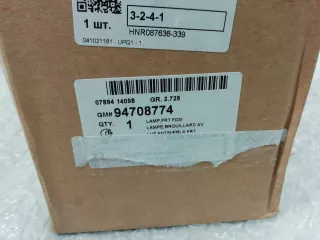 3-2-4-1
1 шт.
HNR087636-339
041021161 - UPQ1 - 1
07894 14098 GR. 2.725
GM# 94708774
QTY. 1 LAMP,FRT FOG
LAMPE BROUILLARD AV